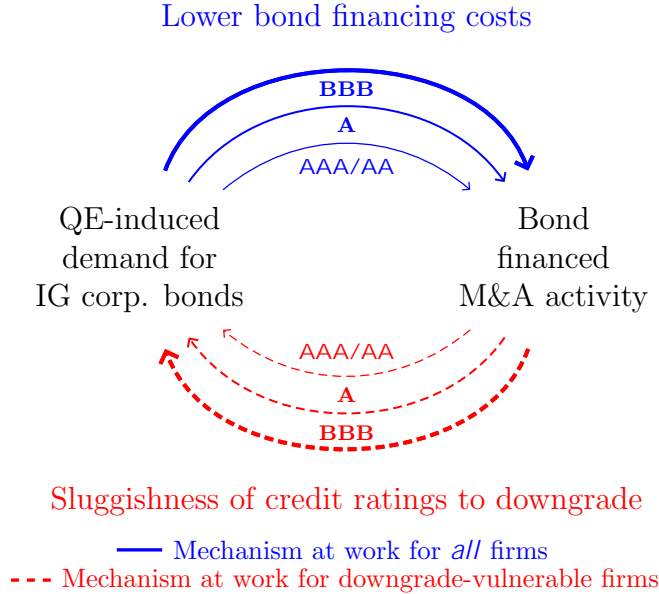 Lower bond financing costs
BBB
A
AAA/AA
QE-induced
demand for
IG corp. bonds
Bond
financed
M&A activity
AAA/AA
A
BBB
Sluggishness of credit ratings to downgrade
Mechanism at work for all firms
Mechanism at work for downgrade-vulnerable firms